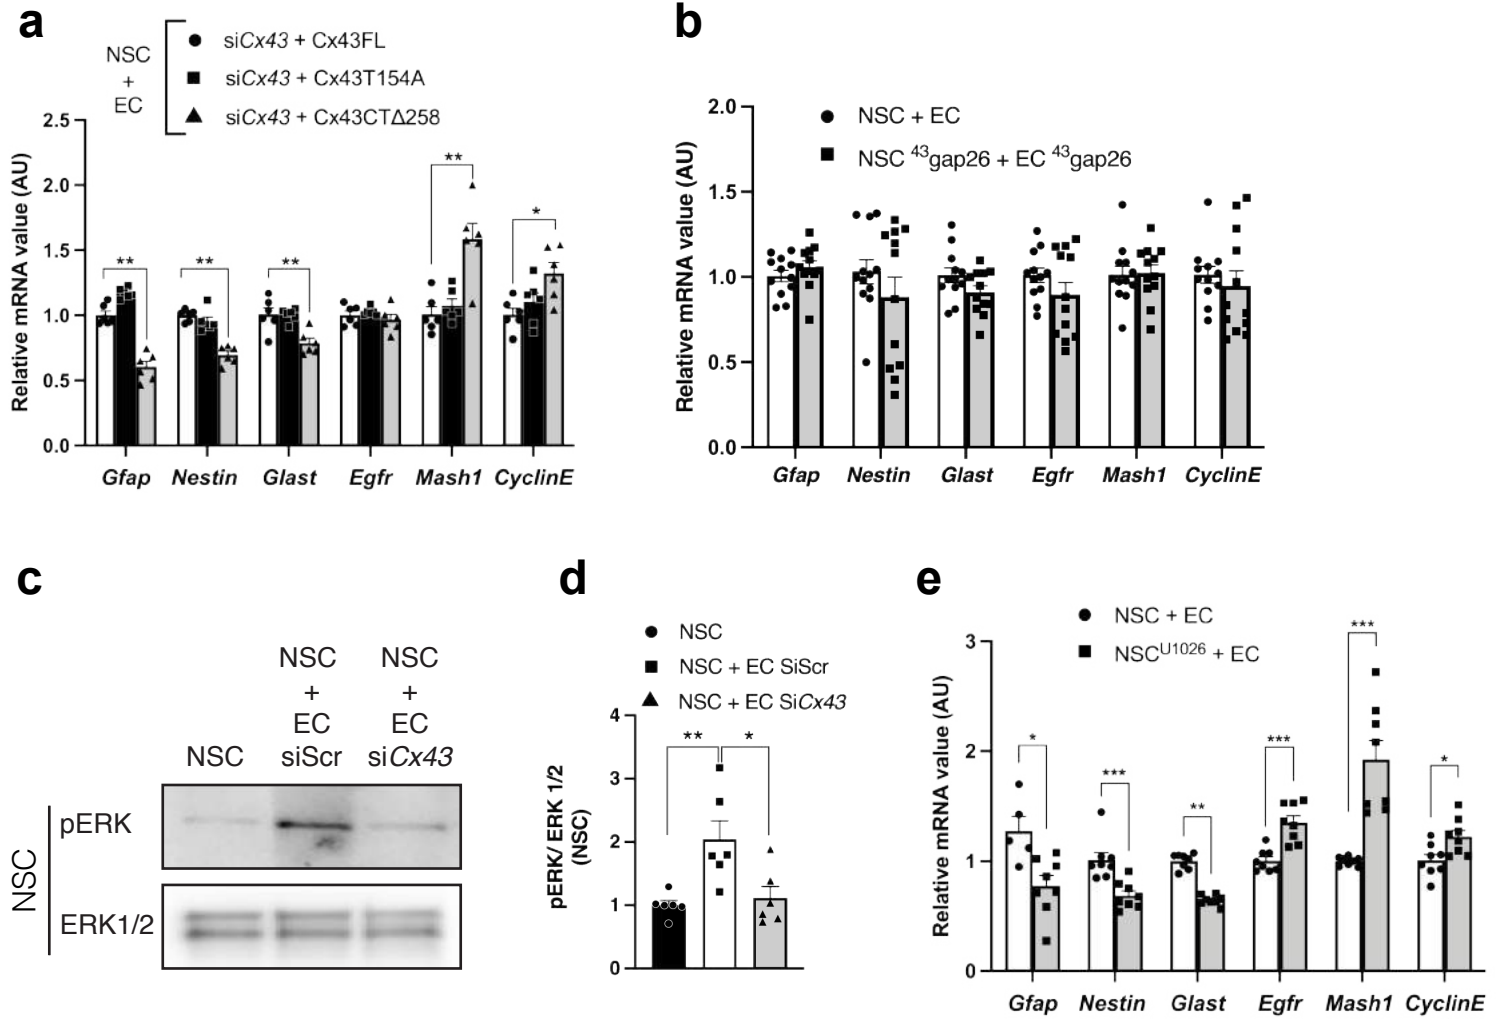 a
NSC
+
EC
siCx43 + Cx43FL
siCx43 + Cx43T154A
siCx43 + Cx43CTΔ258
Relative mRNA value (AU)
2.5
2.0
1.5
1.0
0.5
0.0
** ** ** ** *
Gfap Nestin Glast Egfr Mash1 CyclinE
b
NSC + EC
NSC ⁴³gap26 + EC ⁴³gap26
Relative mRNA value (AU)
2.0
1.5
1.0
0.5
0.0
Gfap Nestin Glast Egfr Mash1 CyclinE
c
NSC
NSC + EC siScr
NSC + EC siCx43
NSC
pERK
ERK1/2
d
NSC
NSC + EC SiScr
NSC + EC SiCx43
pERK/ ERK 1/2
(NSC)
4
3
2
1
0
** *
e
NSC + EC
NSC^U1026 + EC
Relative mRNA value (AU)
3
2
1
0
* *** ** *** *** *
Gfap Nestin Glast Egfr Mash1 CyclinE